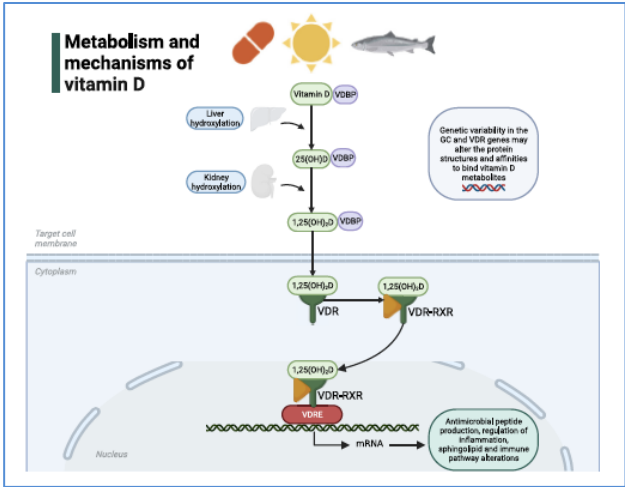 Metabolism and
mechanisms of
vitamin D
Vitamin D VDBP
Liver
hydroxylation
25(OH)D VDBP
Kidney
hydroxylation
1,25(OH)₂D VDBP
Genetic variability in the
GC and VDR genes may
alter the protein
structures and affinities
to bind vitamin D
metabolites
Target cell
membrane
Cytoplasm
1,25(OH)₂D
VDR
1,25(OH)₂D
VDR-RXR
1,25(OH)₂D
VDR-RXR
VDRE
mRNA
Nucleus
Antimicrobial peptide
production, regulation of
inflammation,
sphingolipid and immune
pathway alterations